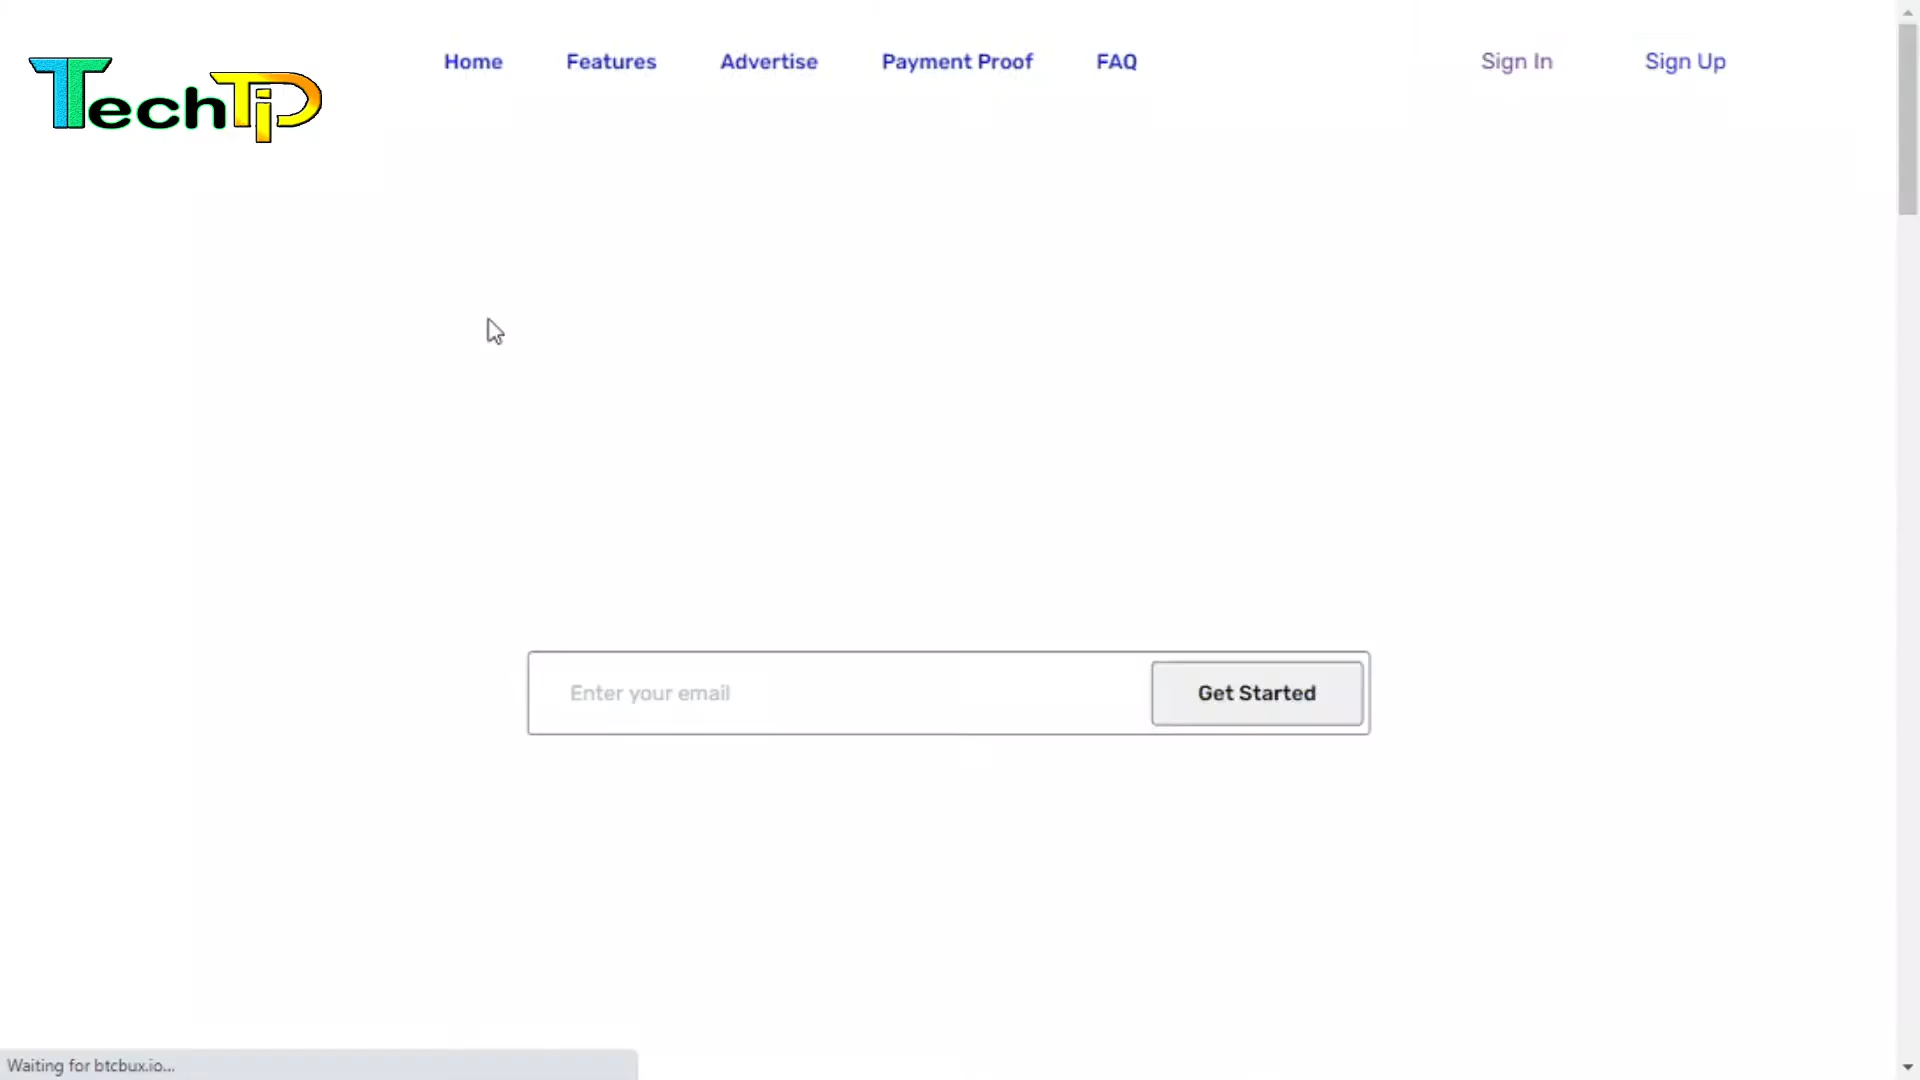 TechTip
Home
Features
Advertise
Payment Proof
FAQ
Sign In
Sign Up
Enter your email
Get Started
Waiting for btcbux.io...